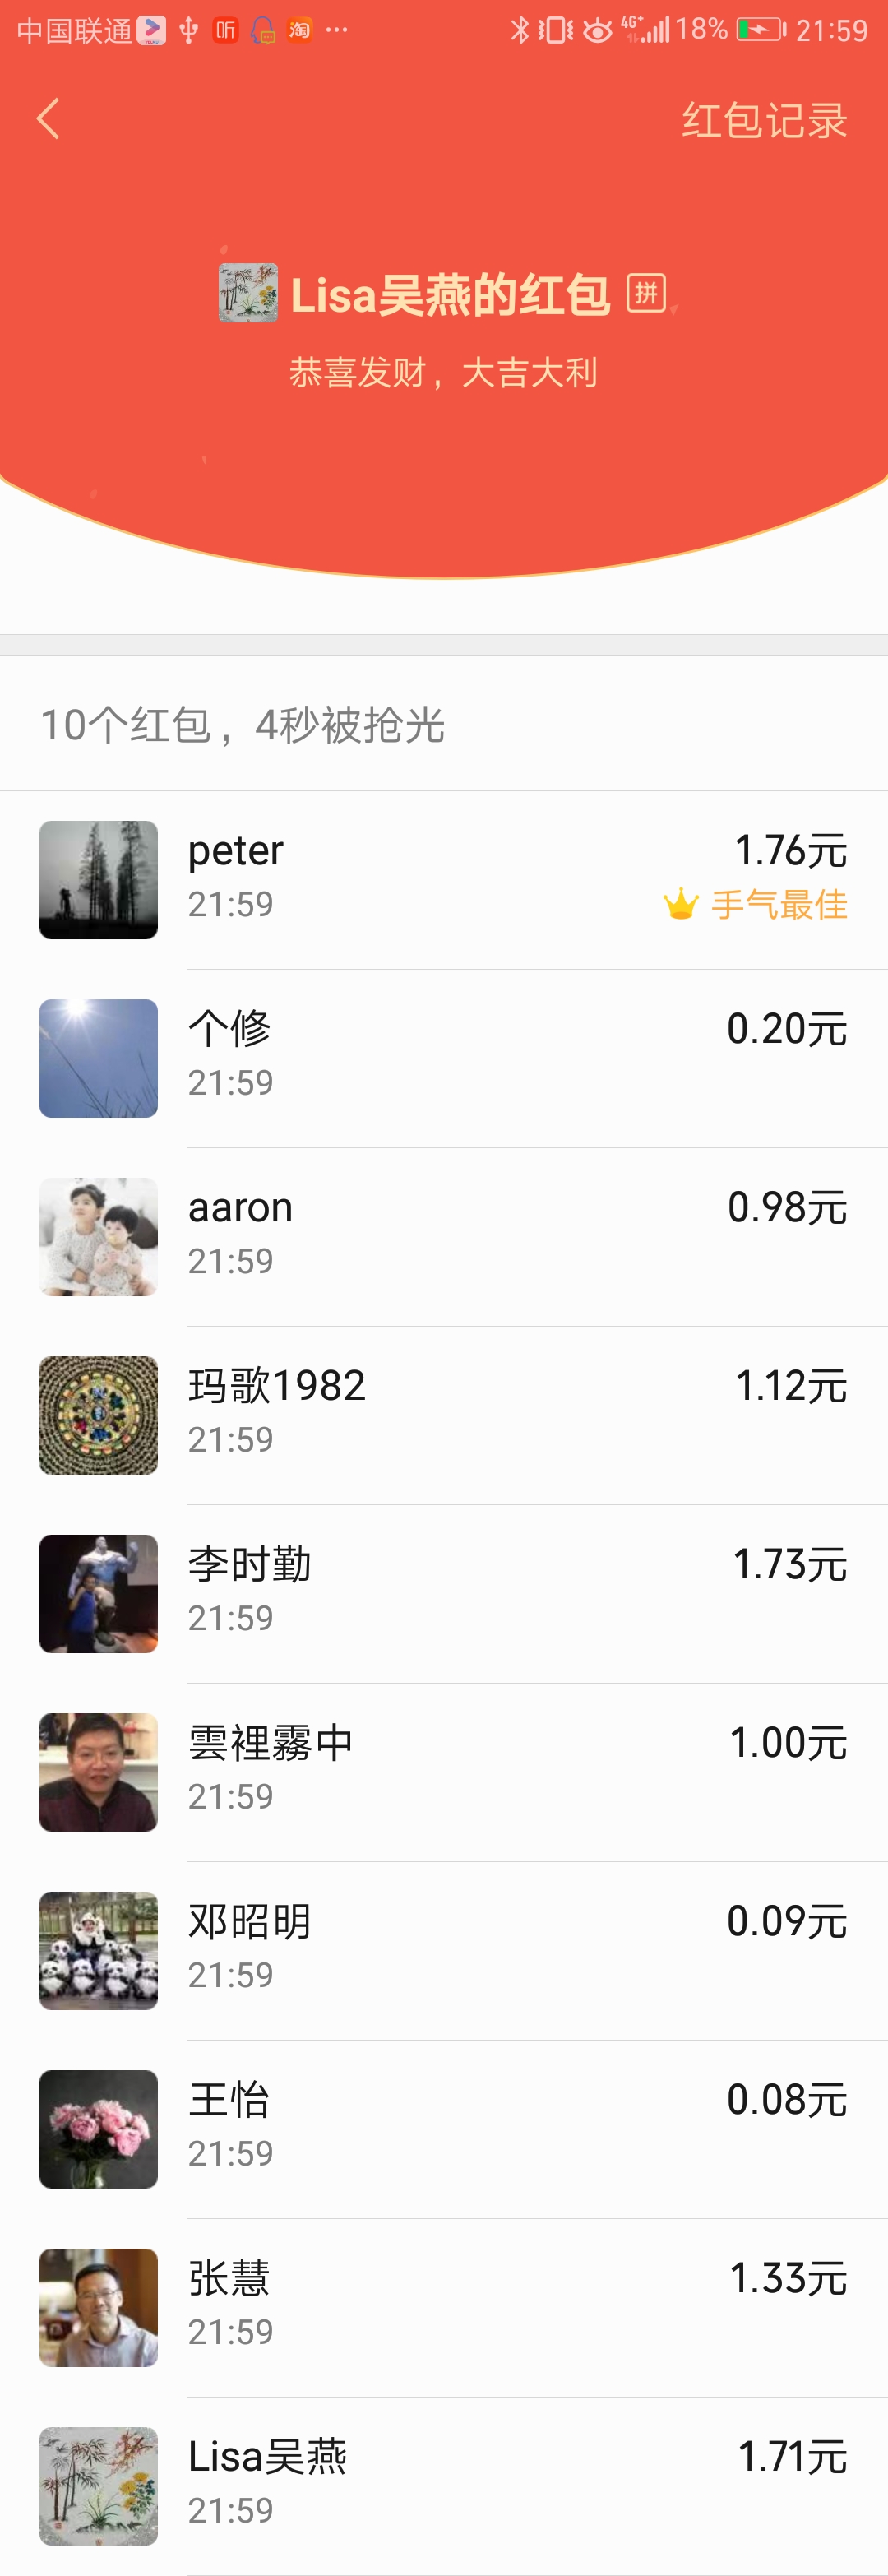 中国联通 听 淘 ··· 4G+ 18% 21:59
红包记录
Lisa吴燕的红包 拼
恭喜发财，大吉大利
10个红包，4秒被抢光
peter 1.76元
21:59 手气最佳
个修 0.20元
21:59
aaron 0.98元
21:59
玛歌1982 1.12元
21:59
李时勤 1.73元
21:59
雲裡霧中 1.00元
21:59
邓昭明 0.09元
21:59
王怡 0.08元
21:59
张慧 1.33元
21:59
Lisa吴燕 1.71元
21:59